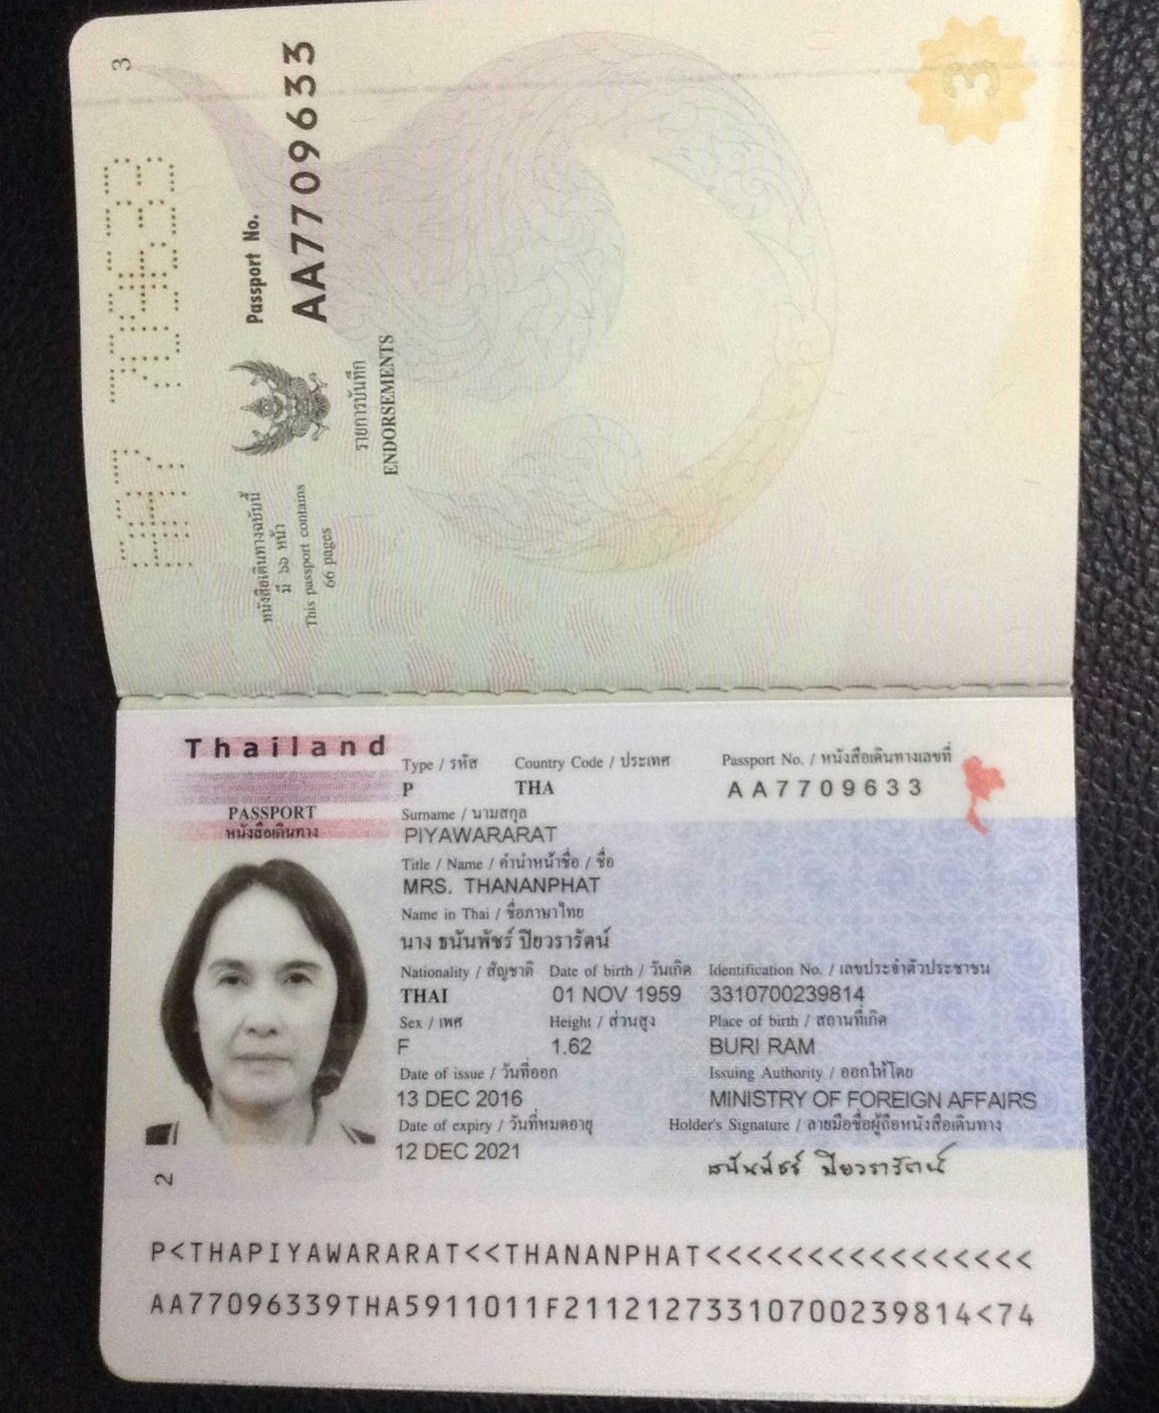 3
AA7709633
Passport No.
AA7709633
หนังสือเดินทางฉบับนี้
มี ๖๖ หน้า
This passport contains
66 pages
รายการบันทึก
ENDORSEMENTS
3
Thailand
PASSPORT
หนังสือเดินทาง
Type / รหัส Country Code / ประเทศ Passport No. / หนังสือเดินทางเลขที่
P THA AA7709633
Surname / นามสกุล
PIYAWARARAT
Title / Name / คำนำหน้าชื่อ / ชื่อ
MRS. THANANPHAT
Name in Thai / ชื่อภาษาไทย
นาง ธนันพัชร์ ปิยวรารัตน์
Nationality / สัญชาติ Date of birth / วันเกิด Identification No. / เลขประจำตัวประชาชน
THAI 01 NOV 1959 3310700239814
Sex / เพศ Height / ส่วนสูง Place of birth / สถานที่เกิด
F 1.62 BURI RAM
Date of issue / วันที่ออก Issuing Authority / ออกให้โดย
13 DEC 2016 MINISTRY OF FOREIGN AFFAIRS
Date of expiry / วันที่หมดอายุ Holder's Signature / ลายมือชื่อผู้ถือหนังสือเดินทาง
12 DEC 2021 ธนันพัชร์ ปิยวรารัตน์
2
P<THAPIYAWARARAT<<THANANPHAT<<<<<<<<<<<<<<<<
AA77096339THA5911011F21121273310700239814<74